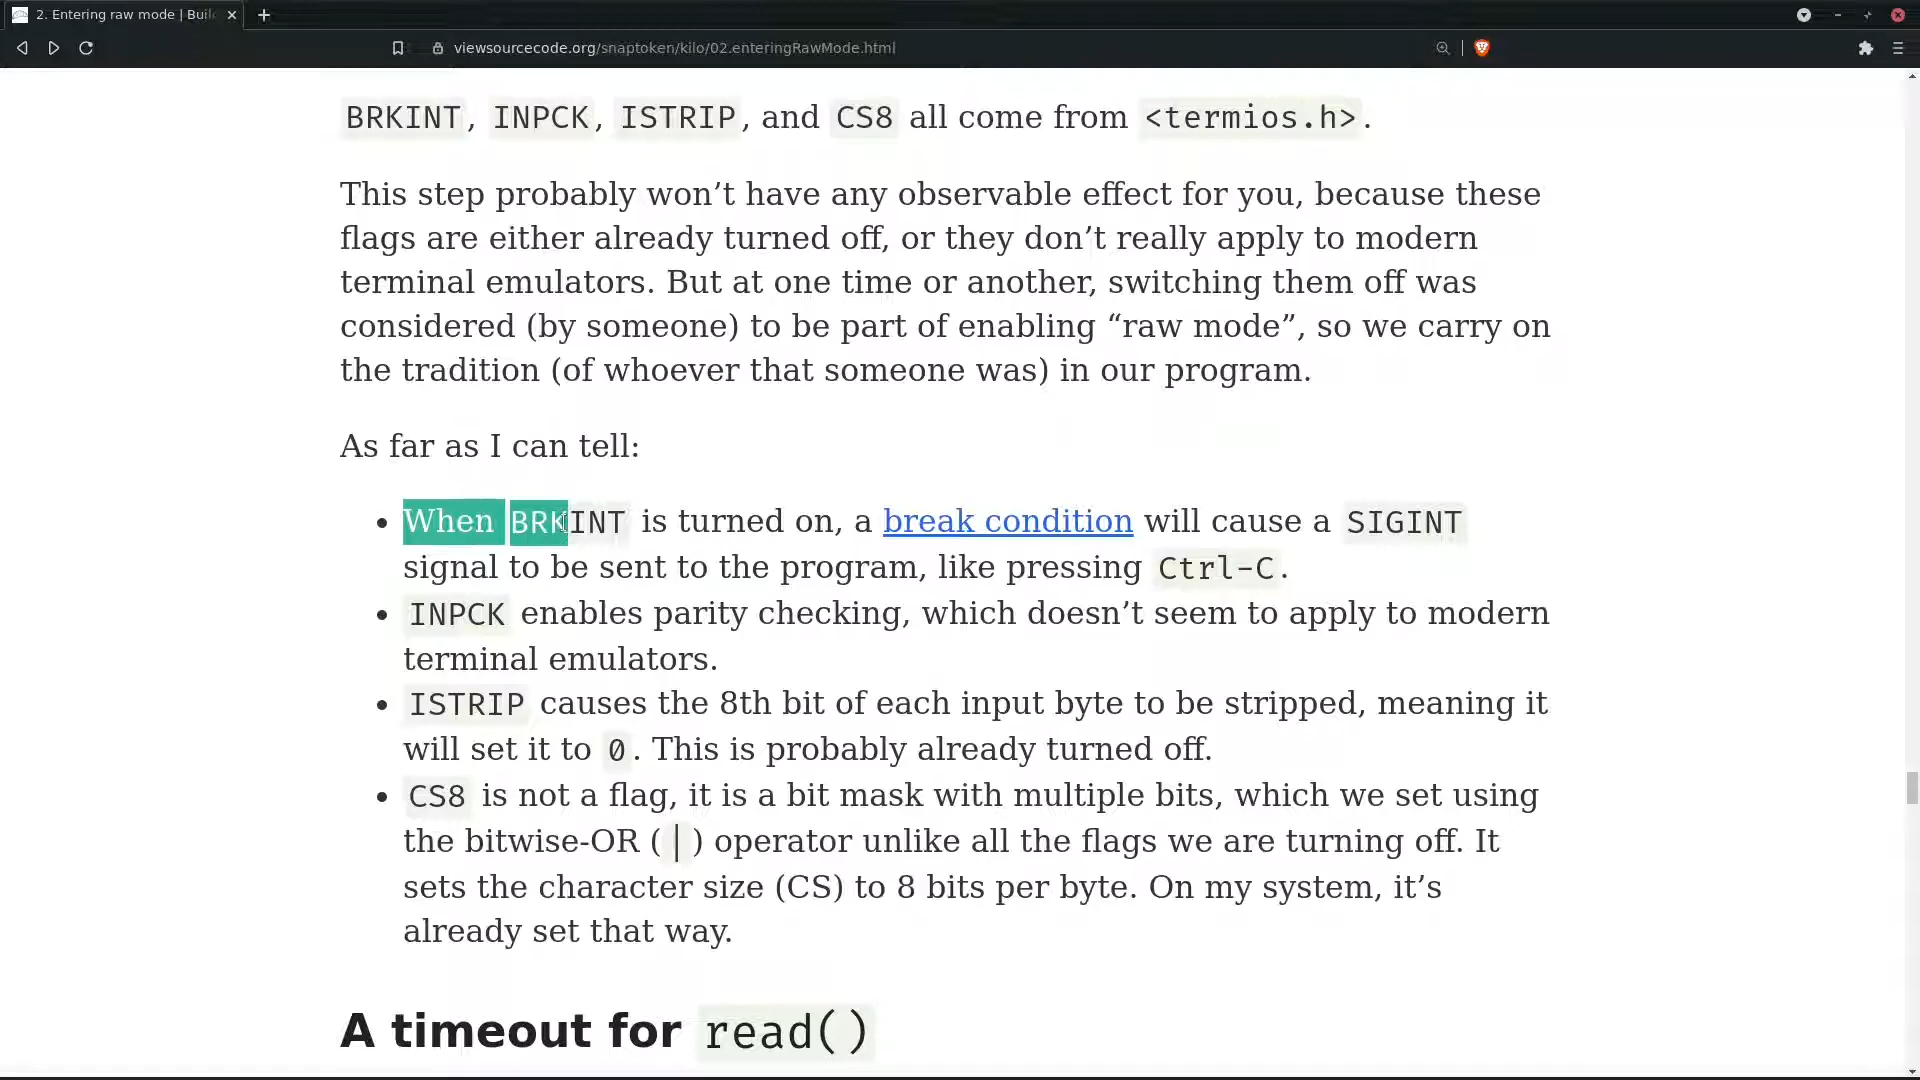 2. Entering raw mode | Buil
viewsourcecode.org/snaptoken/kilo/02.enteringRawMode.html
BRKINT, INPCK, ISTRIP, and CS8 all come from <termios.h>.
This step probably won’t have any observable effect for you, because these
flags are either already turned off, or they don’t really apply to modern
terminal emulators. But at one time or another, switching them off was
considered (by someone) to be part of enabling “raw mode”, so we carry on
the tradition (of whoever that someone was) in our program.
As far as I can tell:
• When BRKINT is turned on, a break condition will cause a SIGINT
signal to be sent to the program, like pressing Ctrl-C.
• INPCK enables parity checking, which doesn’t seem to apply to modern
terminal emulators.
• ISTRIP causes the 8th bit of each input byte to be stripped, meaning it
will set it to 0. This is probably already turned off.
• CS8 is not a flag, it is a bit mask with multiple bits, which we set using
the bitwise-OR (|) operator unlike all the flags we are turning off. It
sets the character size (CS) to 8 bits per byte. On my system, it’s
already set that way.
A timeout for read()